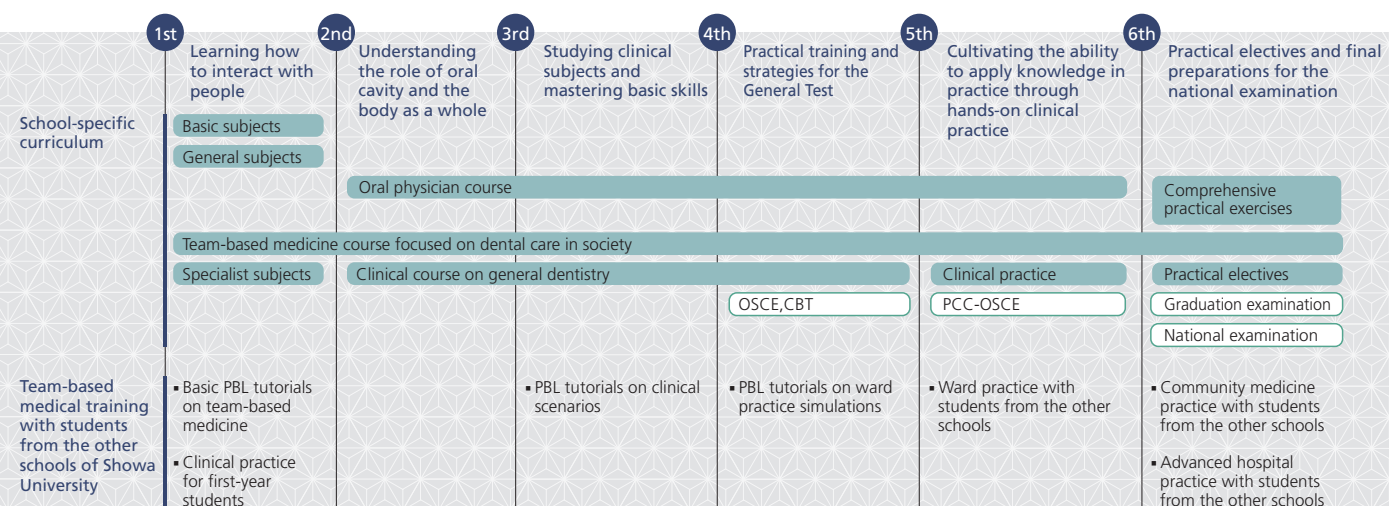 1st
2nd
3rd
4th
5th
6th
Learning how
to interact with
people
Understanding
the role of oral
cavity and the
body as a whole
Studying clinical
subjects and
mastering basic skills
Practical training and
strategies for the
General Test
Cultivating the ability
to apply knowledge in
practice through
hands-on clinical
practice
Practical electives and final
preparations for the
national examination
School-specific
curriculum
Basic subjects
General subjects
Oral physician course
Comprehensive
practical exercises
Team-based medicine course focused on dental care in society
Specialist subjects
Clinical course on general dentistry
Clinical practice
Practical electives
OSCE,CBT
PCC-OSCE
Graduation examination
National examination
Team-based
medical training
with students
from the other
schools of Showa
University
▪ Basic PBL tutorials
on team-based
medicine
▪ Clinical practice
for first-year
students
▪ PBL tutorials on clinical
scenarios
▪ PBL tutorials on ward
practice simulations
▪ Ward practice with
students from the other
schools
▪ Community medicine
practice with students
from the other schools
▪ Advanced hospital
practice with students
from the other schools